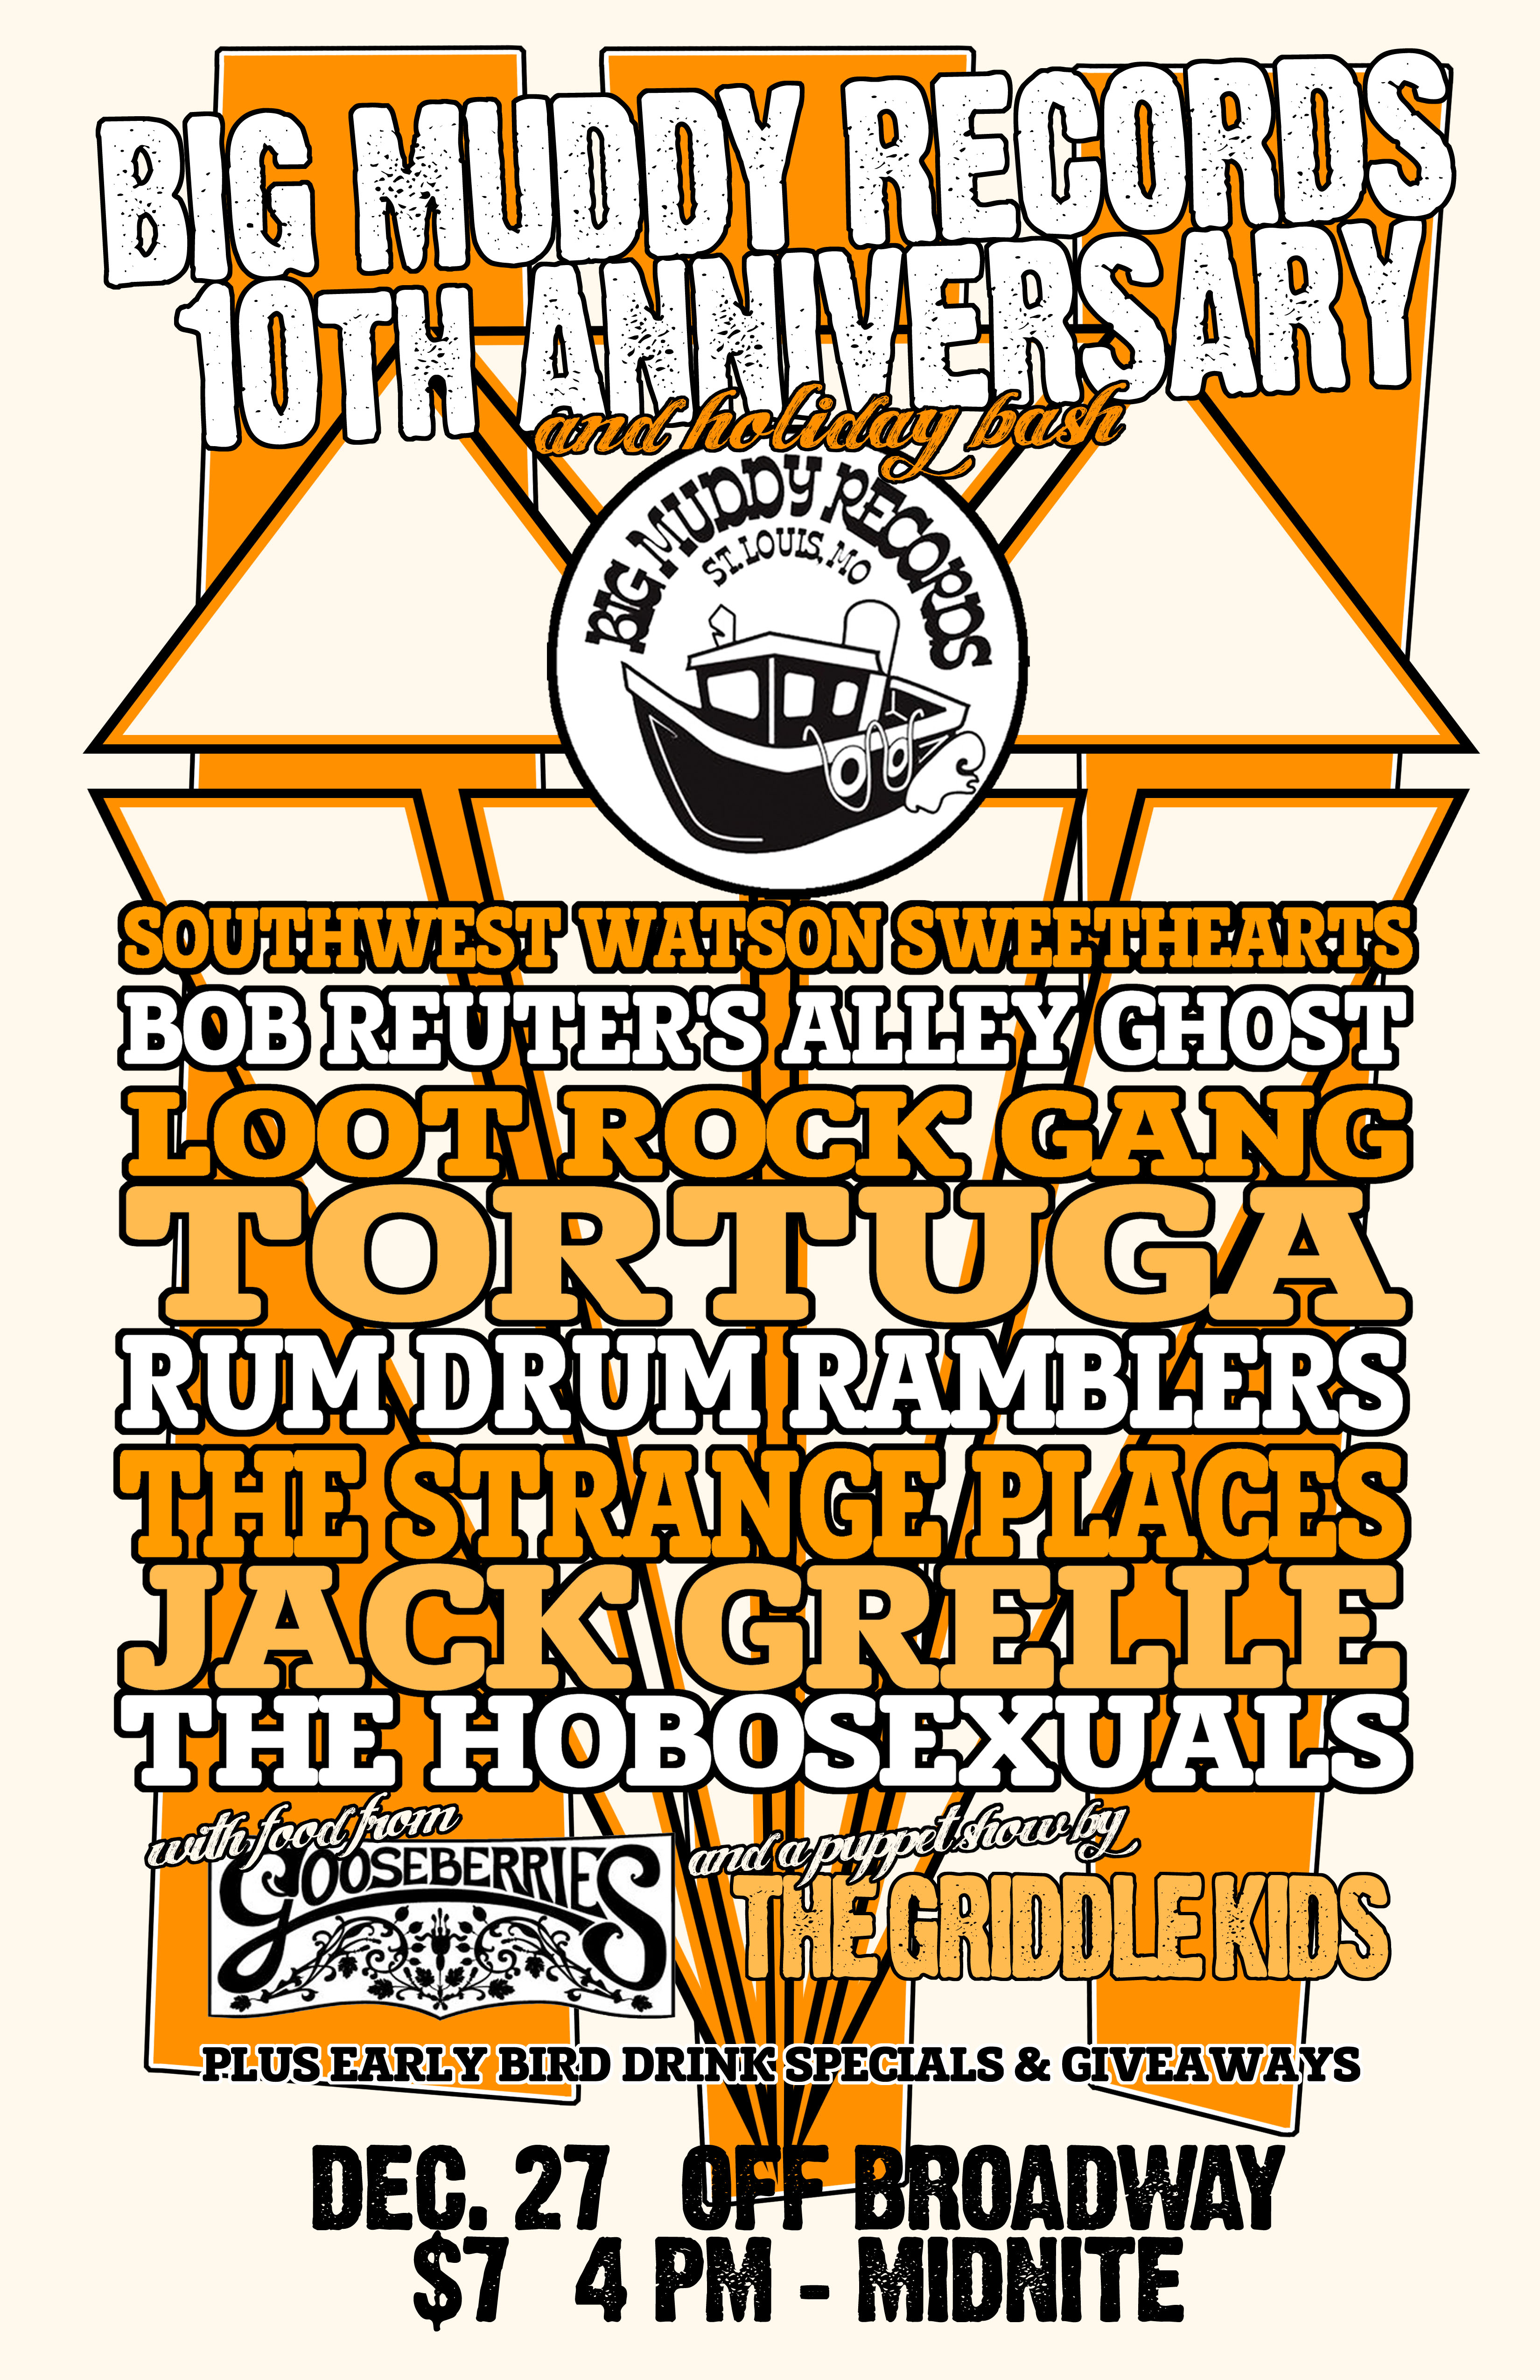 BIG MUDDY RECORDS
10TH ANNIVERSARY
and holiday bash
BIG MUDDY RECORDS
ST. LOUIS, MO
SOUTHWEST WATSON SWEETHEARTS
BOB REUTER'S ALLEY GHOST
LOOT ROCK GANG
TORTUGA
RUM DRUM RAMBLERS
THE STRANGE PLACES
JACK GRELLE
THE HOBOSEXUALS
with food from
GOOSEBERRIES
and a puppet show by
THE GRIDDLE KIDS
PLUS EARLY BIRD DRINK SPECIALS & GIVEAWAYS
DEC. 27 OFF BROADWAY
$7 4 PM - MIDNITE